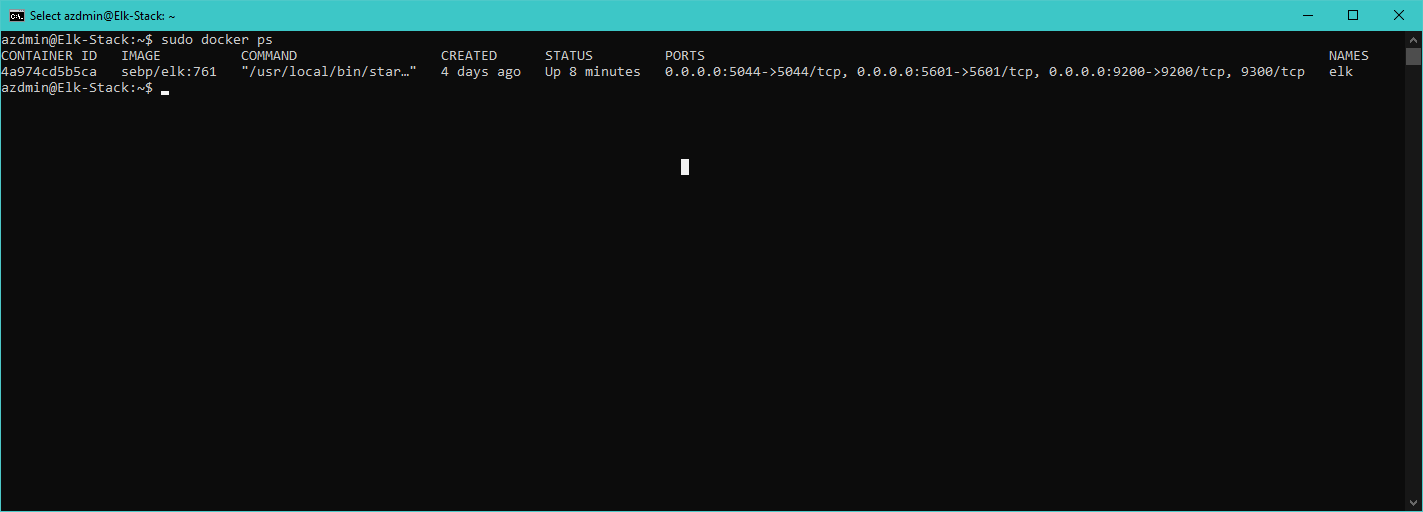 Select azdmin@Elk-Stack: ~
azdmin@Elk-Stack:~$ sudo docker ps
CONTAINER ID   IMAGE          COMMAND                  CREATED      STATUS         PORTS                                                                              NAMES
4a974cd5b5ca   sebp/elk:761   "/usr/local/bin/star…"   4 days ago   Up 8 minutes   0.0.0.0:5044->5044/tcp, 0.0.0.0:5601->5601/tcp, 0.0.0.0:9200->9200/tcp, 9300/tcp   elk
azdmin@Elk-Stack:~$